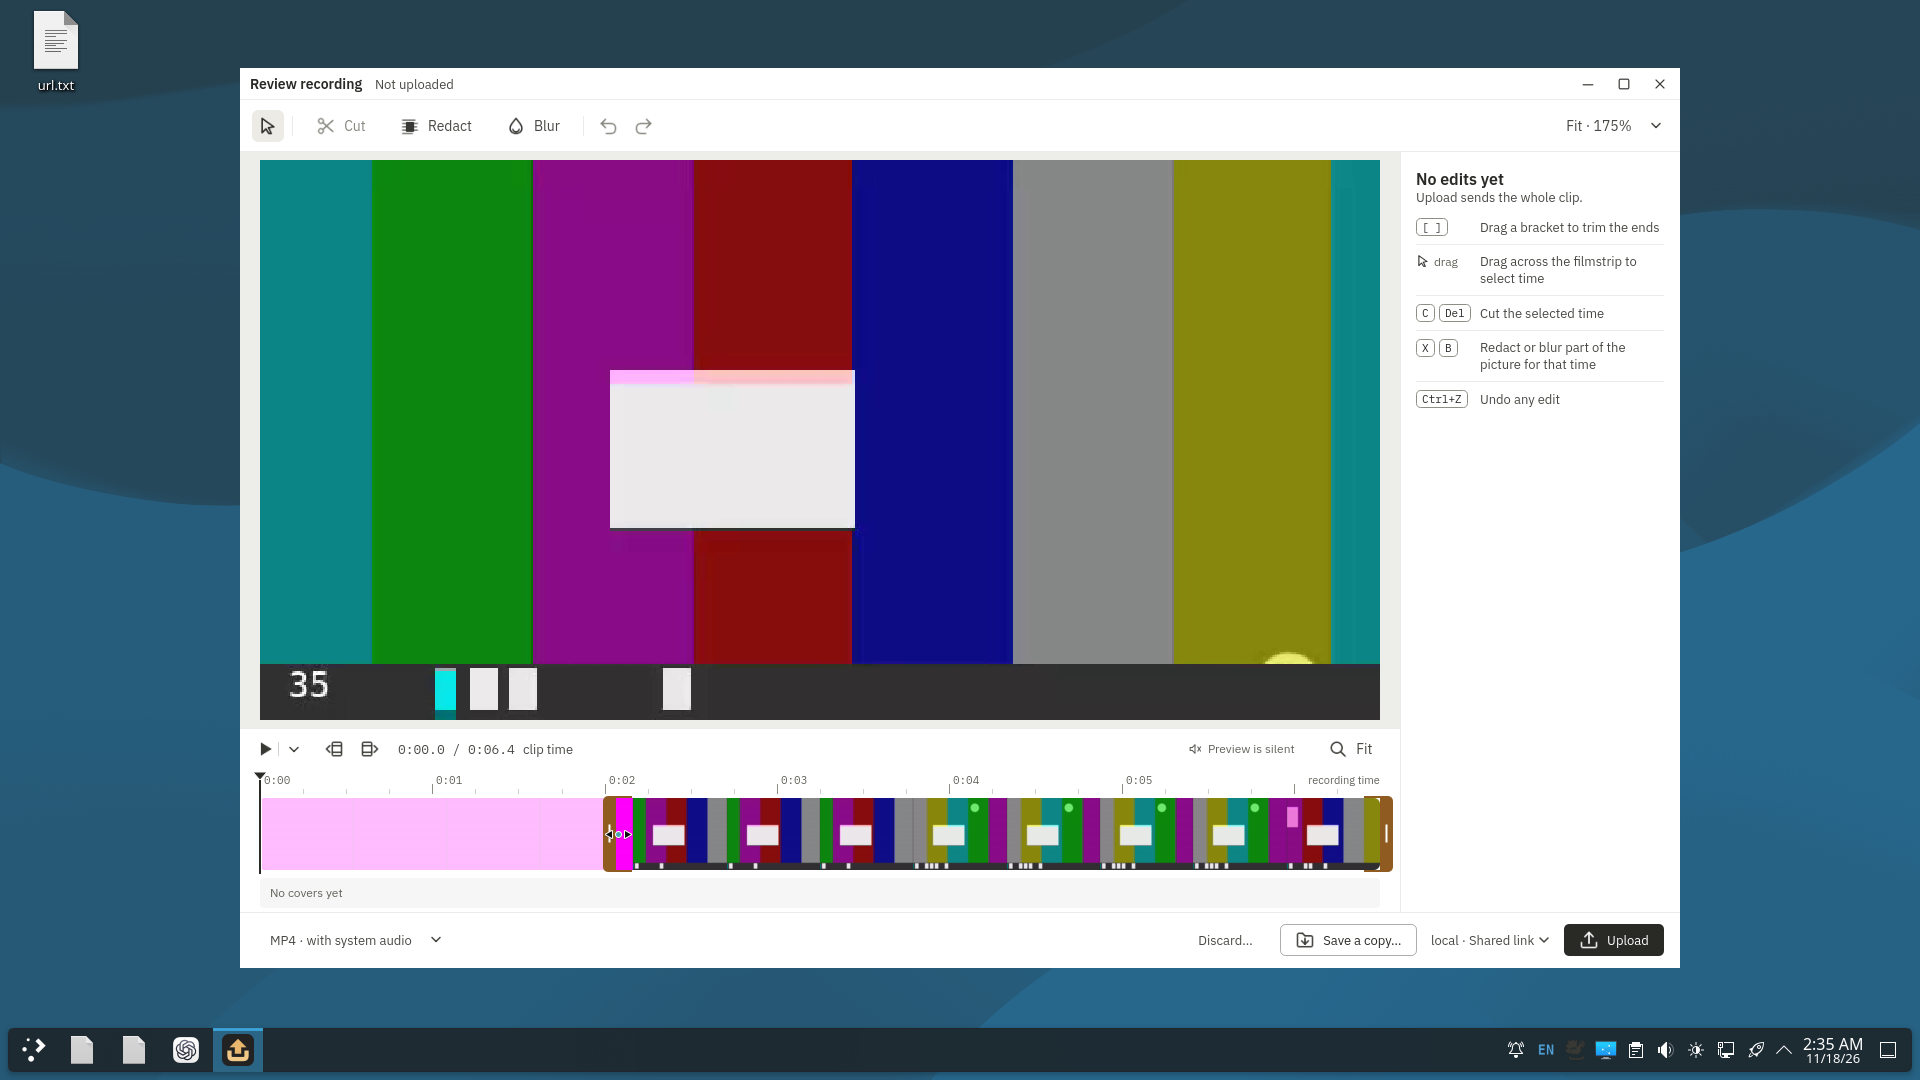 url.txt
Review recording Not uploaded
Cut Redact Blur Fit · 175%
No edits yet
Upload sends the whole clip.
[ ] Drag a bracket to trim the ends
drag Drag across the filmstrip to
select time
C Del Cut the selected time
X B Redact or blur part of the
picture for that time
Ctrl+Z Undo any edit
35
0:00.0 / 0:06.4 clip time Preview is silent Fit
0:00 0:01 0:02 0:03 0:04 0:05 recording time
No covers yet
MP4 · with system audio Discard... Save a copy... local · Shared link Upload
EN 2:35 AM
11/18/26